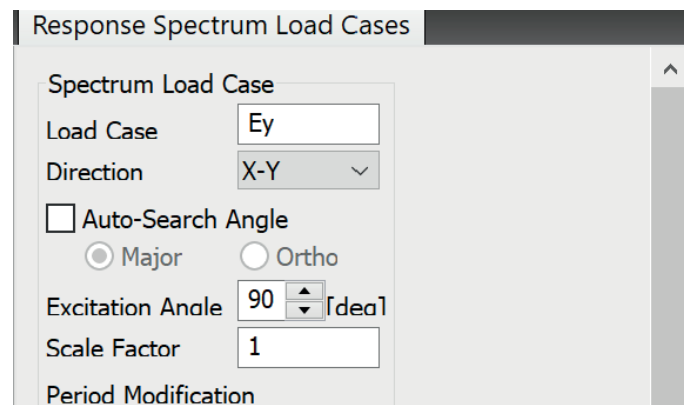 Response Spectrum Load Cases
Spectrum Load Case
Load Case Ey
Direction X-Y
Auto-Search Angle
Major Ortho
Excitation Angle 90 [deg]
Scale Factor 1
Period Modification